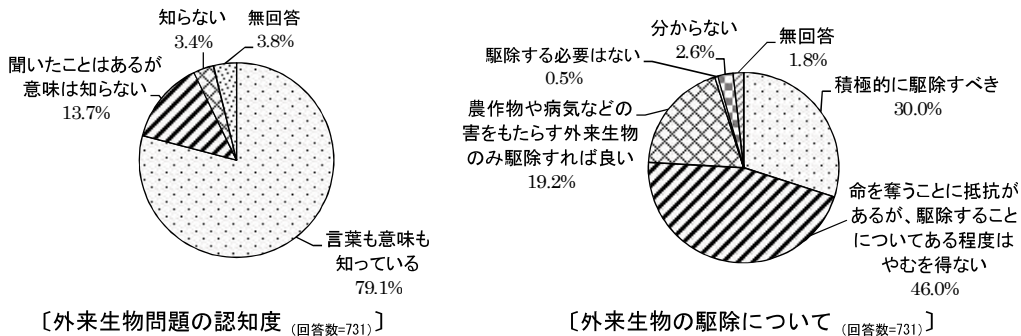 知らない
3.4%
無回答
3.8%
聞いたことはあるが
意味は知らない
13.7%
言葉も意味も
知っている
79.1%
〔外来生物問題の認知度 (回答数=731)〕
分からない
2.6%
無回答
1.8%
駆除する必要はない
0.5%
積極的に駆除すべき
30.0%
農作物や病気などの
害をもたらす外来生物
のみ駆除すれば良い
19.2%
命を奪うことに抵抗が
あるが、駆除すること
についてある程度は
やむを得ない
46.0%
〔外来生物の駆除について (回答数=731)〕